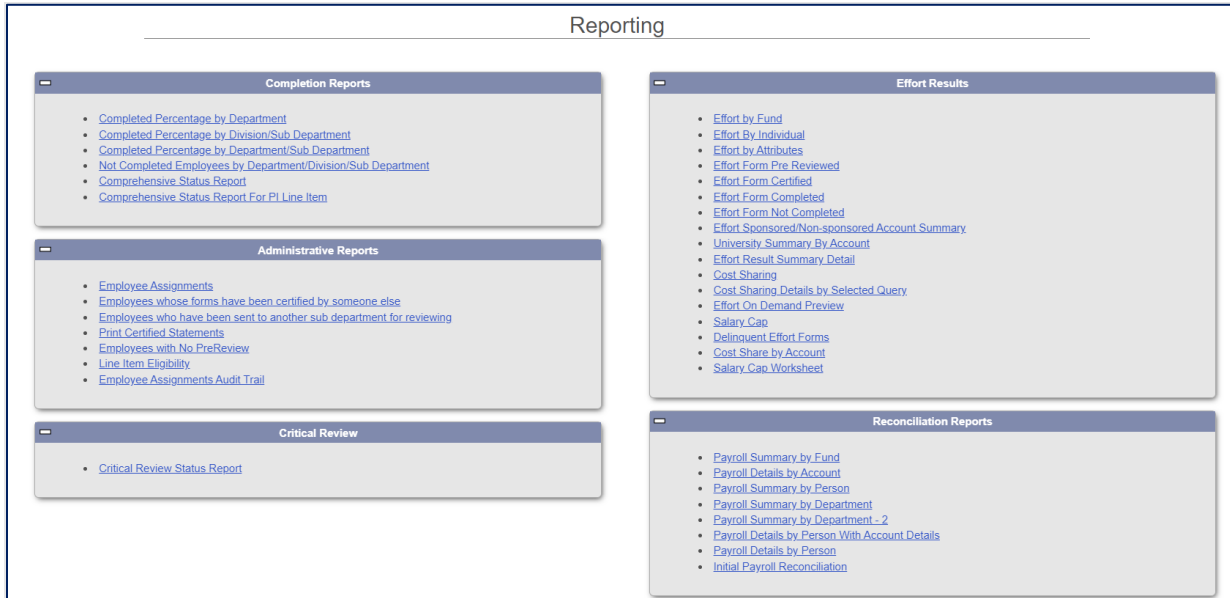 Reporting
Completion Reports
Completed Percentage by Department
Completed Percentage by Division/Sub Department
Completed Percentage by Department/Sub Department
Not Completed Employees by Department/Division/Sub Department
Comprehensive Status Report
Comprehensive Status Report For PI Line Item
Administrative Reports
Employee Assignments
Employees whose forms have been certified by someone else
Employees who have been sent to another sub department for reviewing
Print Certified Statements
Employees with No PreReview
Line Item Eligibility
Employee Assignments Audit Trail
Critical Review
Critical Review Status Report
Effort Results
Effort by Fund
Effort By Individual
Effort by Attributes
Effort Form Pre Reviewed
Effort Form Certified
Effort Form Completed
Effort Form Not Completed
Effort Sponsored/Non-sponsored Account Summary
University Summary By Account
Effort Result Summary Detail
Cost Sharing
Cost Sharing Details by Selected Query
Effort On Demand Preview
Salary Cap
Delinquent Effort Forms
Cost Share by Account
Salary Cap Worksheet
Reconciliation Reports
Payroll Summary by Fund
Payroll Details by Account
Payroll Summary by Person
Payroll Summary by Department
Payroll Summary by Department - 2
Payroll Details by Person With Account Details
Payroll Details by Person
Initial Payroll Reconciliation